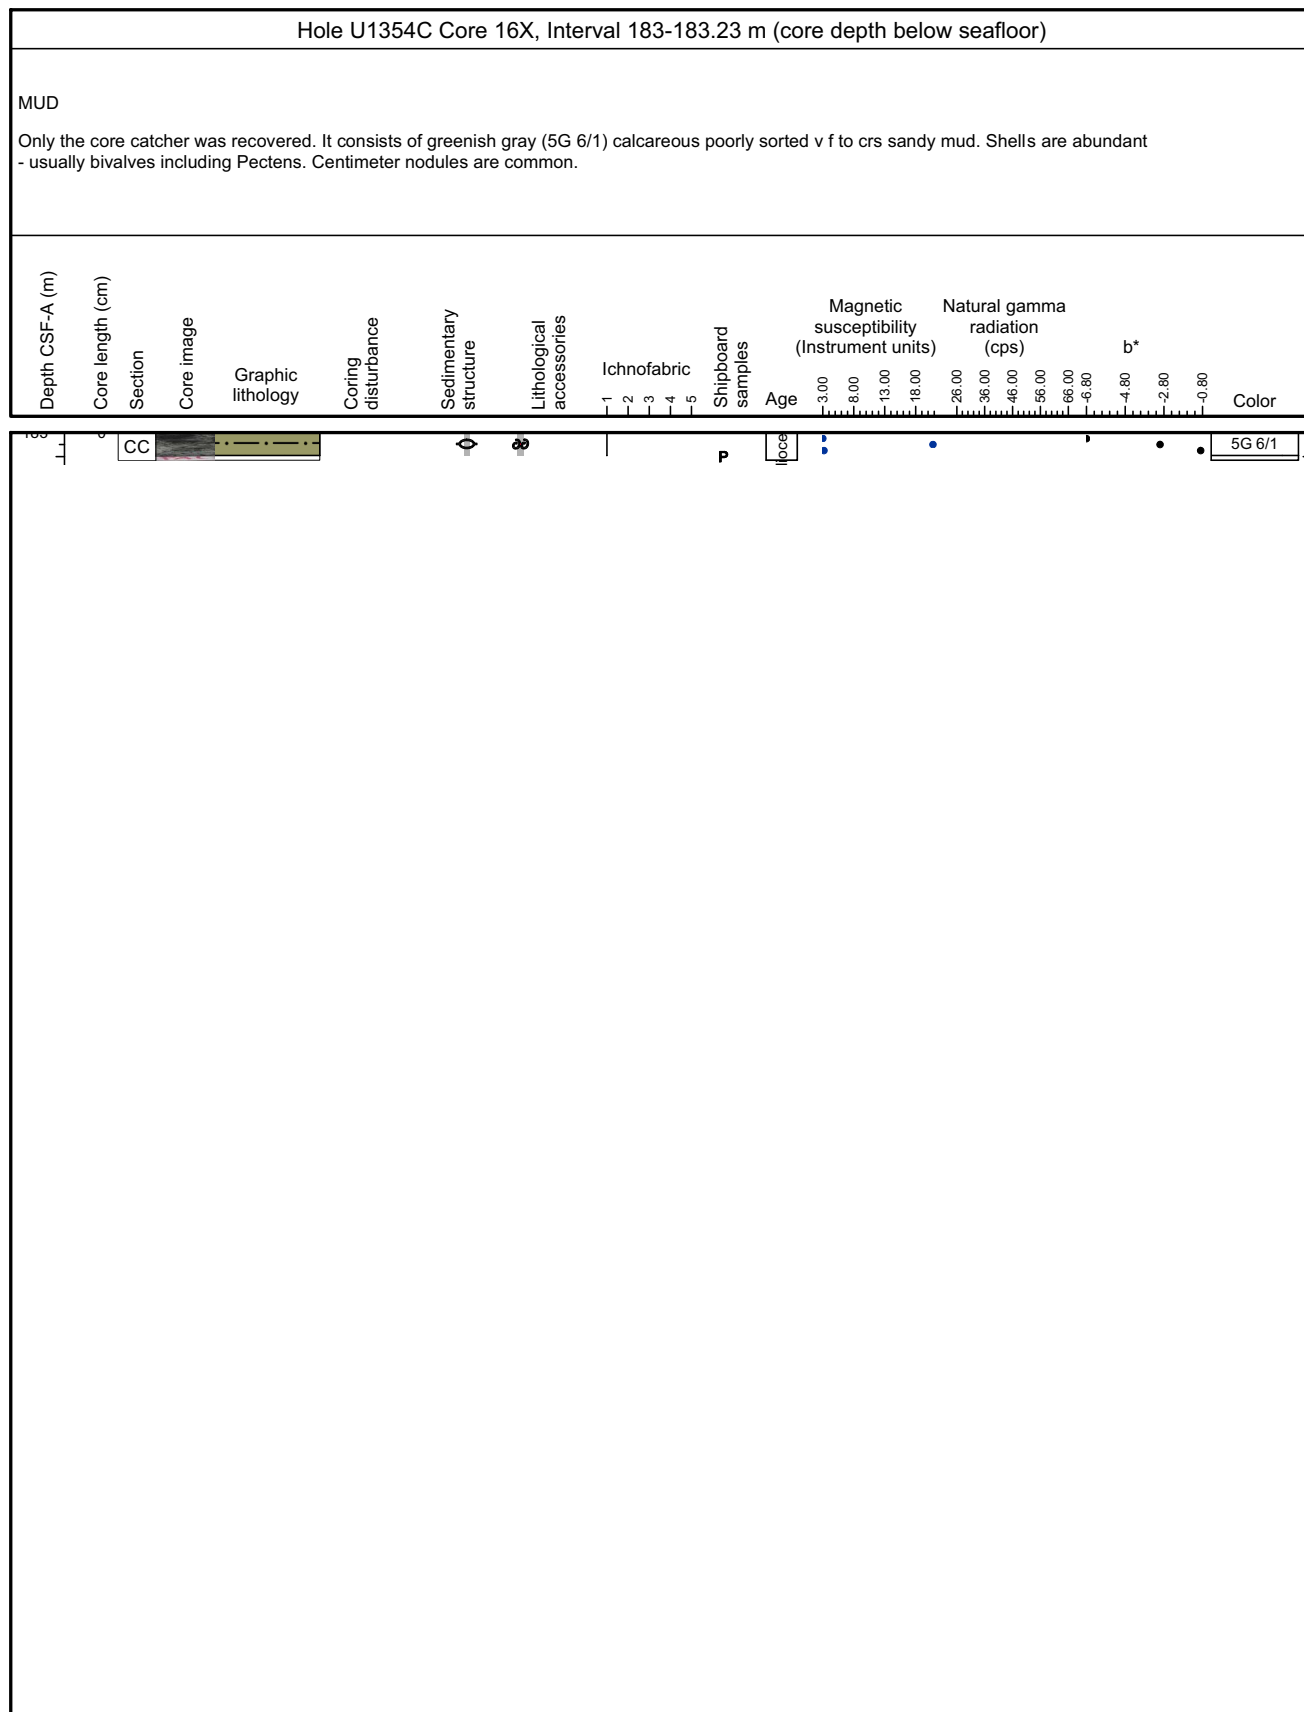 Hole U1354C Core 16X, Interval 183-183.23 m (core depth below seafloor)
MUD
Only the core catcher was recovered. It consists of greenish gray (5G 6/1) calcareous poorly sorted v f to crs sandy mud. Shells are abundant
- usually bivalves including Pectens. Centimeter nodules are common.
Depth CSF-A (m)
Core length (cm)
Section
Core image
Graphic
lithology
Coring
disturbance
Sedimentary
structure
Lithological
accessories
Ichnofabric
1 2 3 4 5
Shipboard
samples
Age
Magnetic
susceptibility
(Instrument units)
3.00 8.00 13.00 18.00
Natural gamma
radiation
(cps)
26.00 36.00 46.00 56.00 66.00
b*
-6.80 -4.80 -2.80 -0.80
Color
CC
P
5G 6/1